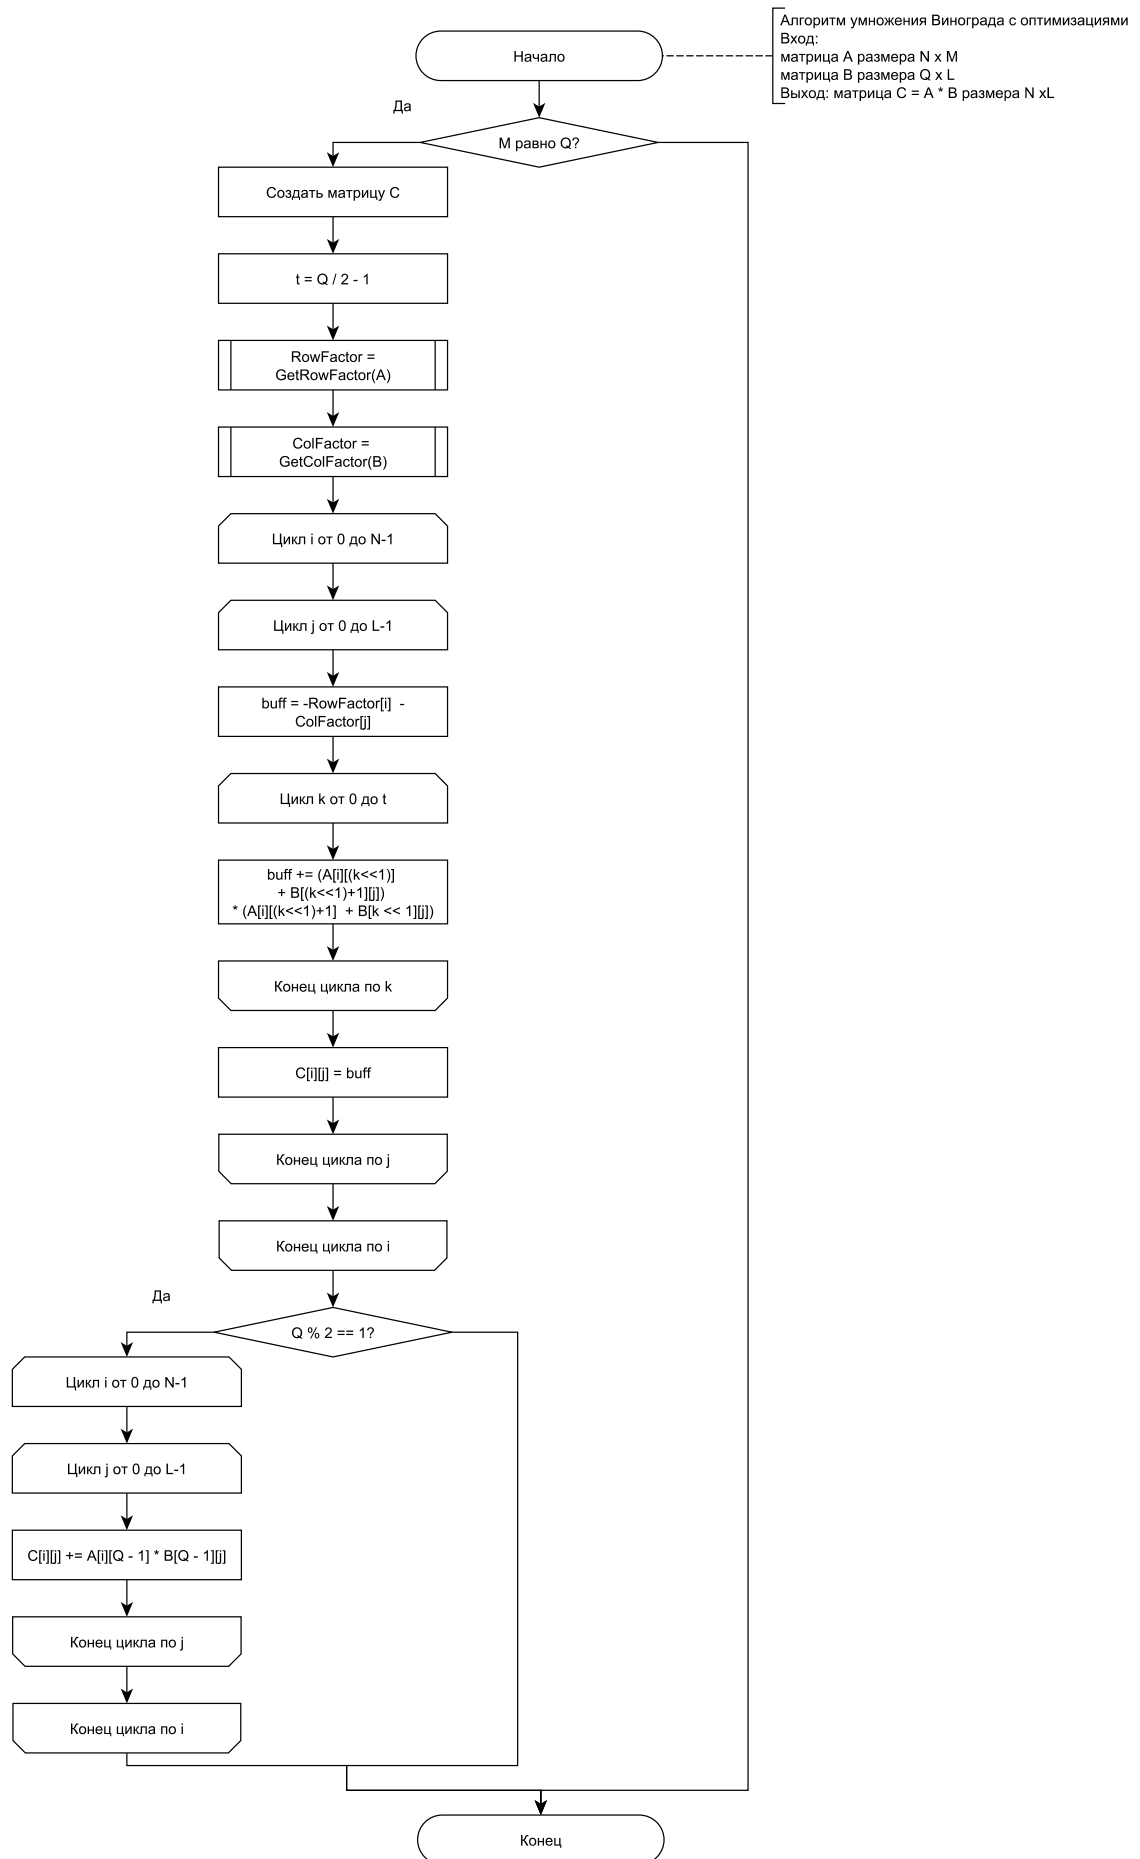 Алгоритм умножения Винограда с оптимизациями
Вход:
матрица A размера N x M
матрица B размера Q x L
Выход: матрица C = A * B размера N xL
Начало
Да
M равно Q?
Создать матрицу C
t = Q / 2 - 1
RowFactor =
GetRowFactor(A)
ColFactor =
GetColFactor(B)
Цикл i от 0 до N-1
Цикл j от 0 до L-1
buff = -RowFactor[i] -
ColFactor[j]
Цикл k от 0 до t
buff += (A[i][(k<<1)]
+ B[(k<<1)+1][j])
* (A[i][(k<<1)+1] + B[k << 1][j])
Конец цикла по k
C[i][j] = buff
Конец цикла по j
Конец цикла по i
Да
Q % 2 == 1?
Цикл i от 0 до N-1
Цикл j от 0 до L-1
C[i][j] += A[i][Q - 1] * B[Q - 1][j]
Конец цикла по j
Конец цикла по i
Конец